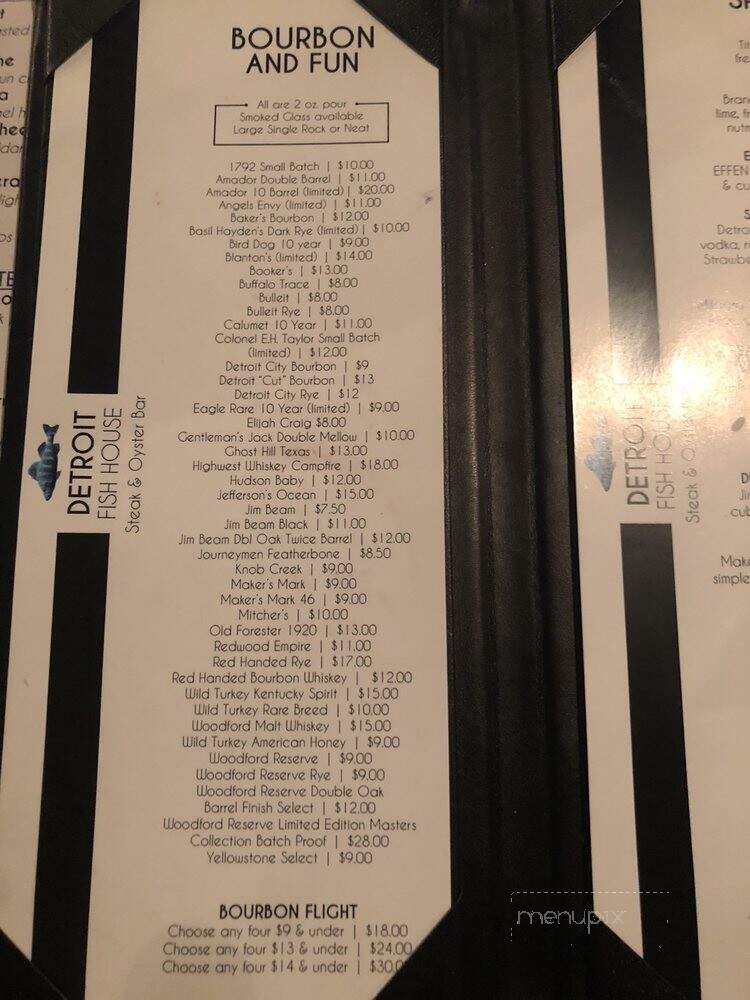 BOURBON
AND FUN
All are 2 oz. pour
Smoked Glass available
Large Single Rock or Neat
1792 Small Batch | $10.00
Amador Double Barrel | $11.00
Amador 10 Barrel (limited) | $20.00
Angels Envy (limited) | $11.00
Baker's Bourbon | $12.00
Basil Hayden's Dark Rye (limited) | $10.00
Bird Dog 10 year | $9.00
Blanton's (limited) | $14.00
Booker's | $13.00
Buffalo Trace | $8.00
Bulleit | $8.00
Bulleit Rye | $8.00
Calumet 10 Year | $11.00
Colonel E.H. Taylor Small Batch
(limited) | $12.00
Detroit City Bourbon | $9
Detroit "Cut" Bourbon | $13
Detroit City Rye | $12
Eagle Rare 10 Year (limited) | $9.00
Elijah Craig $8.00
Gentleman's Jack Double Mellow | $10.00
Ghost Hill Texas | $13.00
Highwest Whiskey Campfire | $18.00
Hudson Baby | $12.00
Jefferson's Ocean | $15.00
Jim Beam | $7.50
Jim Beam Black | $11.00
Jim Beam Dbl Oak Twice Barrel | $12.00
Journeymen Featherbone | $8.50
Knob Creek | $9.00
Maker's Mark | $9.00
Maker's Mark 46 | $9.00
Mitcher's | $10.00
Old Forester 1920 | $13.00
Redwood Empire | $11.00
Red Handed Rye | $17.00
Red Handed Bourbon Whiskey | $12.00
Wild Turkey Kentucky Spirit | $15.00
Wild Turkey Rare Breed | $10.00
Woodford Malt Whiskey | $15.00
Wild Turkey American Honey | $9.00
Woodford Reserve | $9.00
Woodford Reserve Rye | $9.00
Woodford Reserve Double Oak
Barrel Finish Select | $12.00
Woodford Reserve Limited Edition Masters
Collection Batch Proof | $28.00
Yellowstone Select | $9.00
BOURBON FLIGHT
Choose any four $9 & under | $18.00
Choose any four $13 & under | $24.00
Choose any four $14 & under | $30.0
DETROIT
FISH HOUSE
Steak & Oyster Bar
DETROIT
FISH HOUSE
Steak &
EFFEN
& cu
Detro
vodka,
lime,
simple
menupix